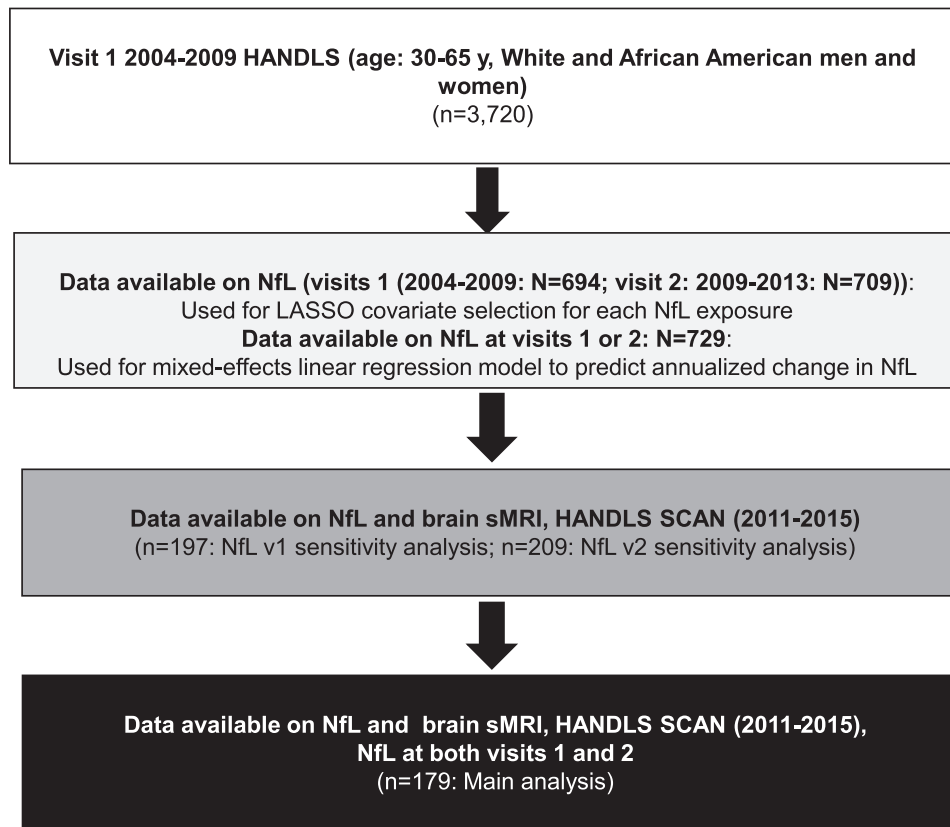 Visit 1 2004-2009 HANDLS (age: 30-65 y, White and African American men and
women)
(n=3,720)
Data available on NfL (visits 1 (2004-2009: N=694; visit 2: 2009-2013: N=709)):
Used for LASSO covariate selection for each NfL exposure
Data available on NfL at visits 1 or 2: N=729:
Used for mixed-effects linear regression model to predict annualized change in NfL
Data available on NfL and brain sMRI, HANDLS SCAN (2011-2015)
(n=197: NfL v1 sensitivity analysis; n=209: NfL v2 sensitivity analysis)
Data available on NfL and brain sMRI, HANDLS SCAN (2011-2015),
NfL at both visits 1 and 2
(n=179: Main analysis)